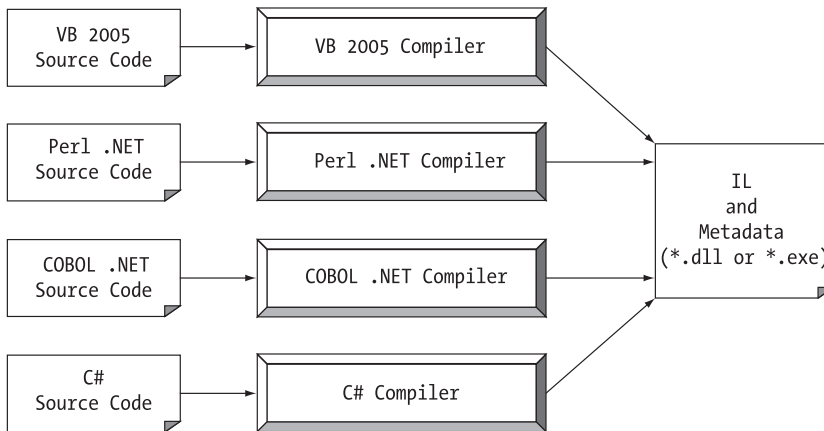 VB 2005
Source Code
VB 2005 Compiler
Perl .NET
Source Code
Perl .NET Compiler
IL
and
Metadata
(*.dll or *.exe)
COBOL .NET
Source Code
COBOL .NET Compiler
C#
Source Code
C# Compiler